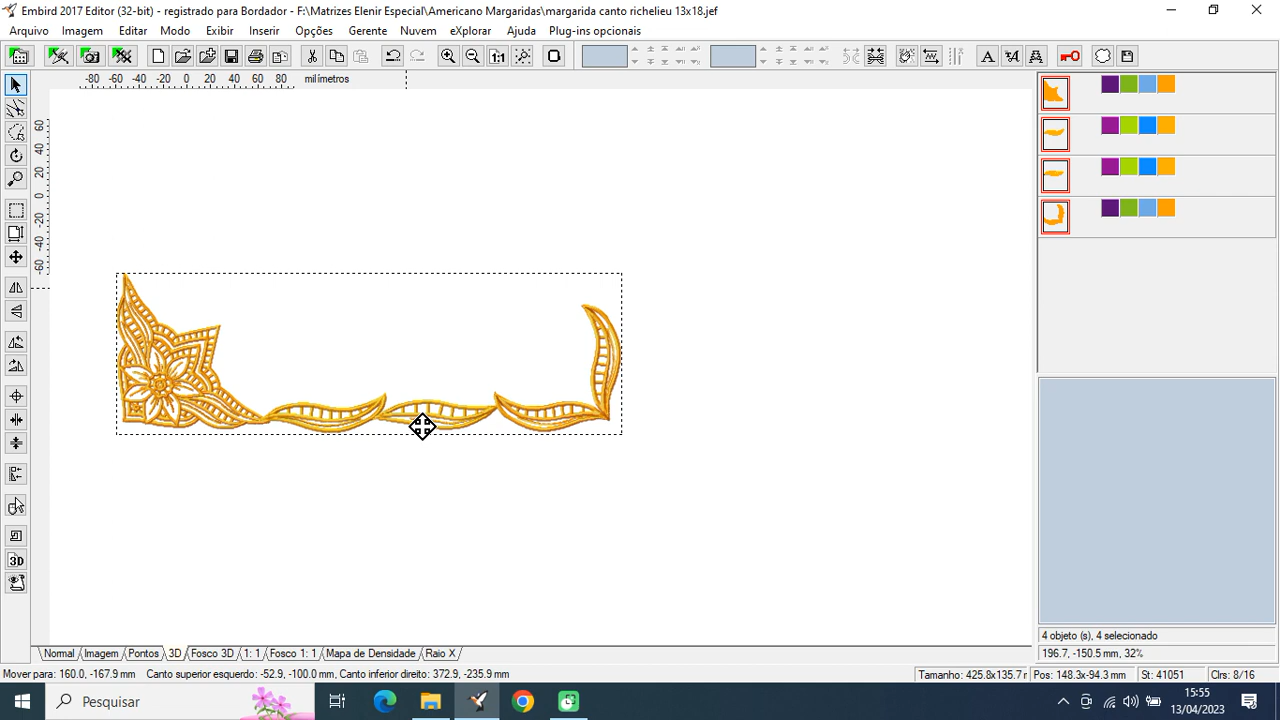 Embird 2017 Editor (32-bit) - registrado para Bordador - F:\Matrizes Elenir Especial\Americano Margaridas\margarida canto richelieu 13x18.jef
Arquivo Imagem Editar Modo Exibir Inserir Opções Gerente Nuvem eXplorar Ajuda Plug-ins opcionais
1:1
-80 -60 -40 -20 0 20 40 60 80 milímetros
60
40
20
0
-20
-40
-60
3D
4 objeto (s), 4 selecionado
196.7, -150.5 mm, 32%
Normal Imagem Pontos 3D Fosco 3D 1: 1 Fosco 1: 1 Mapa de Densidade Raio X
Mover para: 160.0, -167.9 mm Canto superior esquerdo: -52.9, -100.0 mm, Canto inferior direito: 372.9, -235.9 mm Tamanho: 425.8x135.7 r Pos: 148.3x-94.3 mm St: 41051 Clrs: 8/16
Pesquisar
15:55
13/04/2023